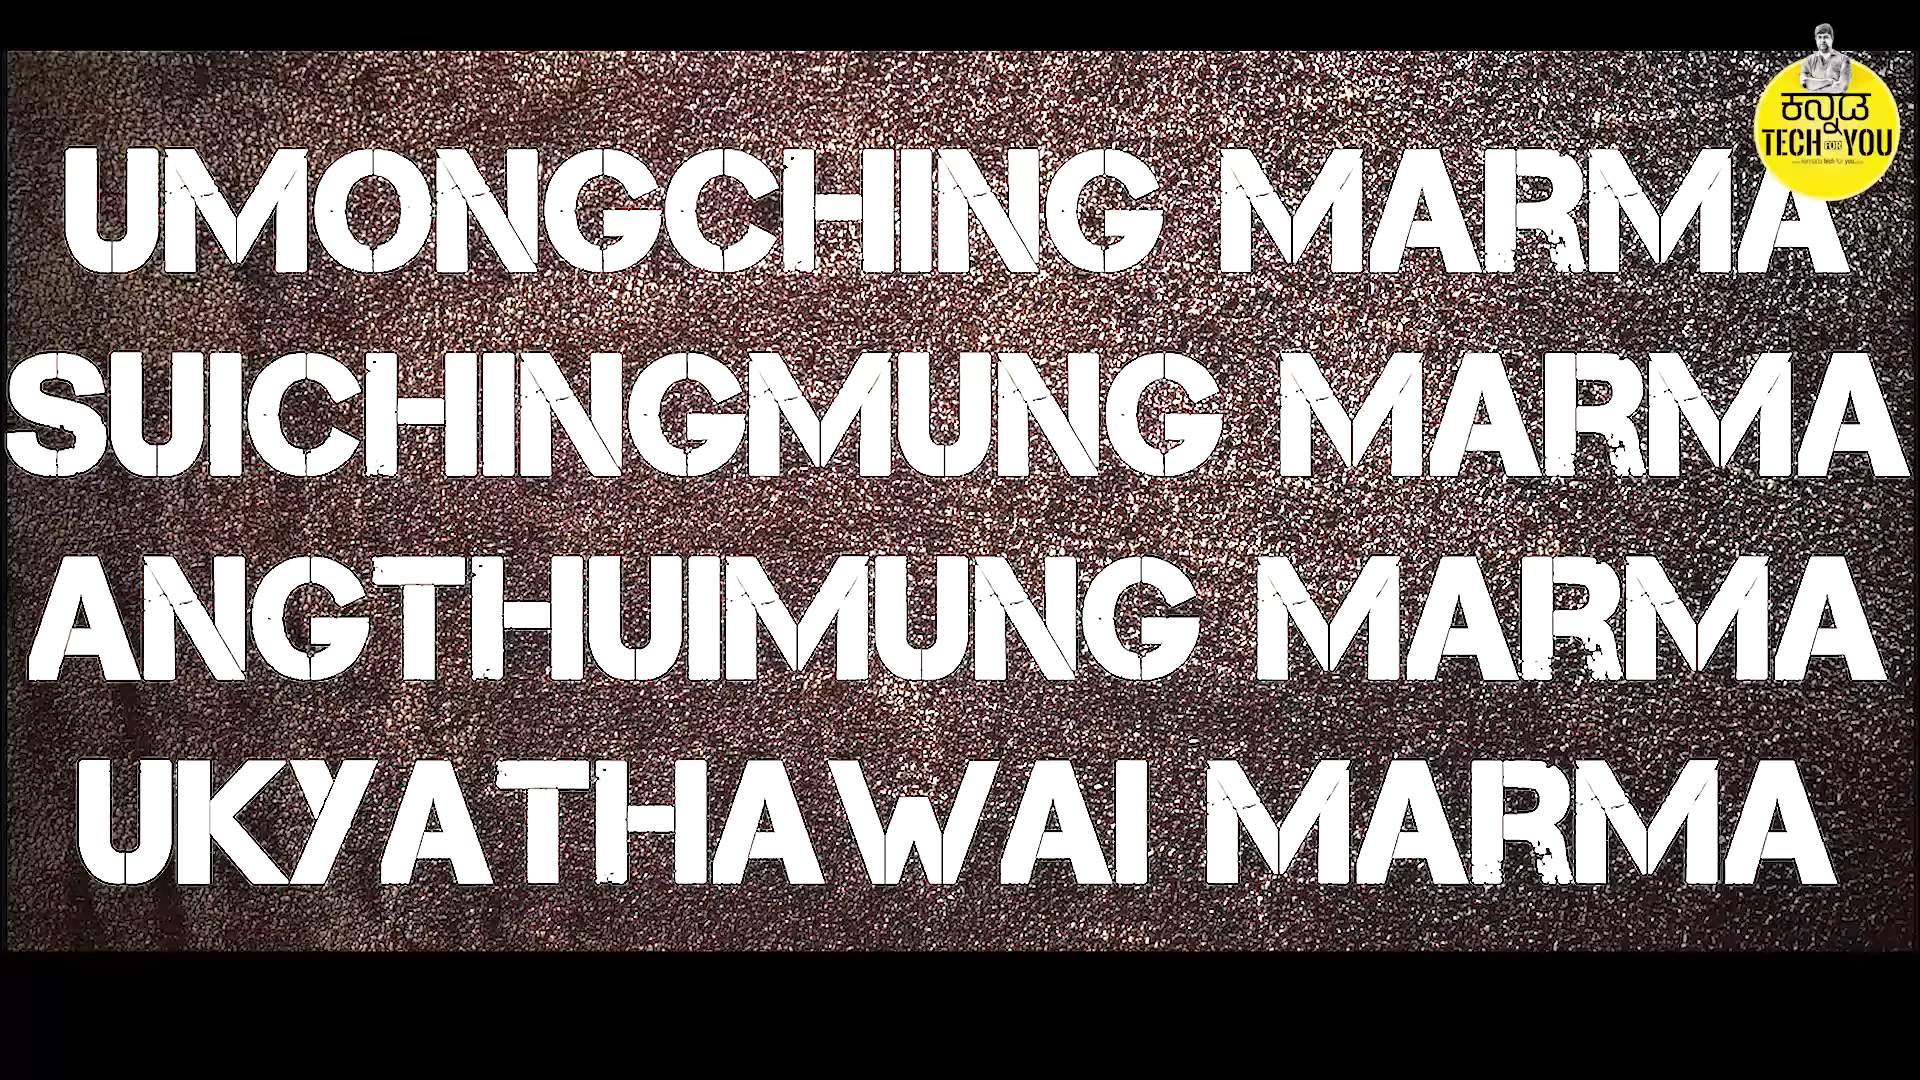 ಕನ್ನಡ
TECH FOR YOU
UMONGCHING MARMA
SUICHINGMUNG MARMA
ANGTHUIMUNG MARMA
UKYATHAWAI MARMA